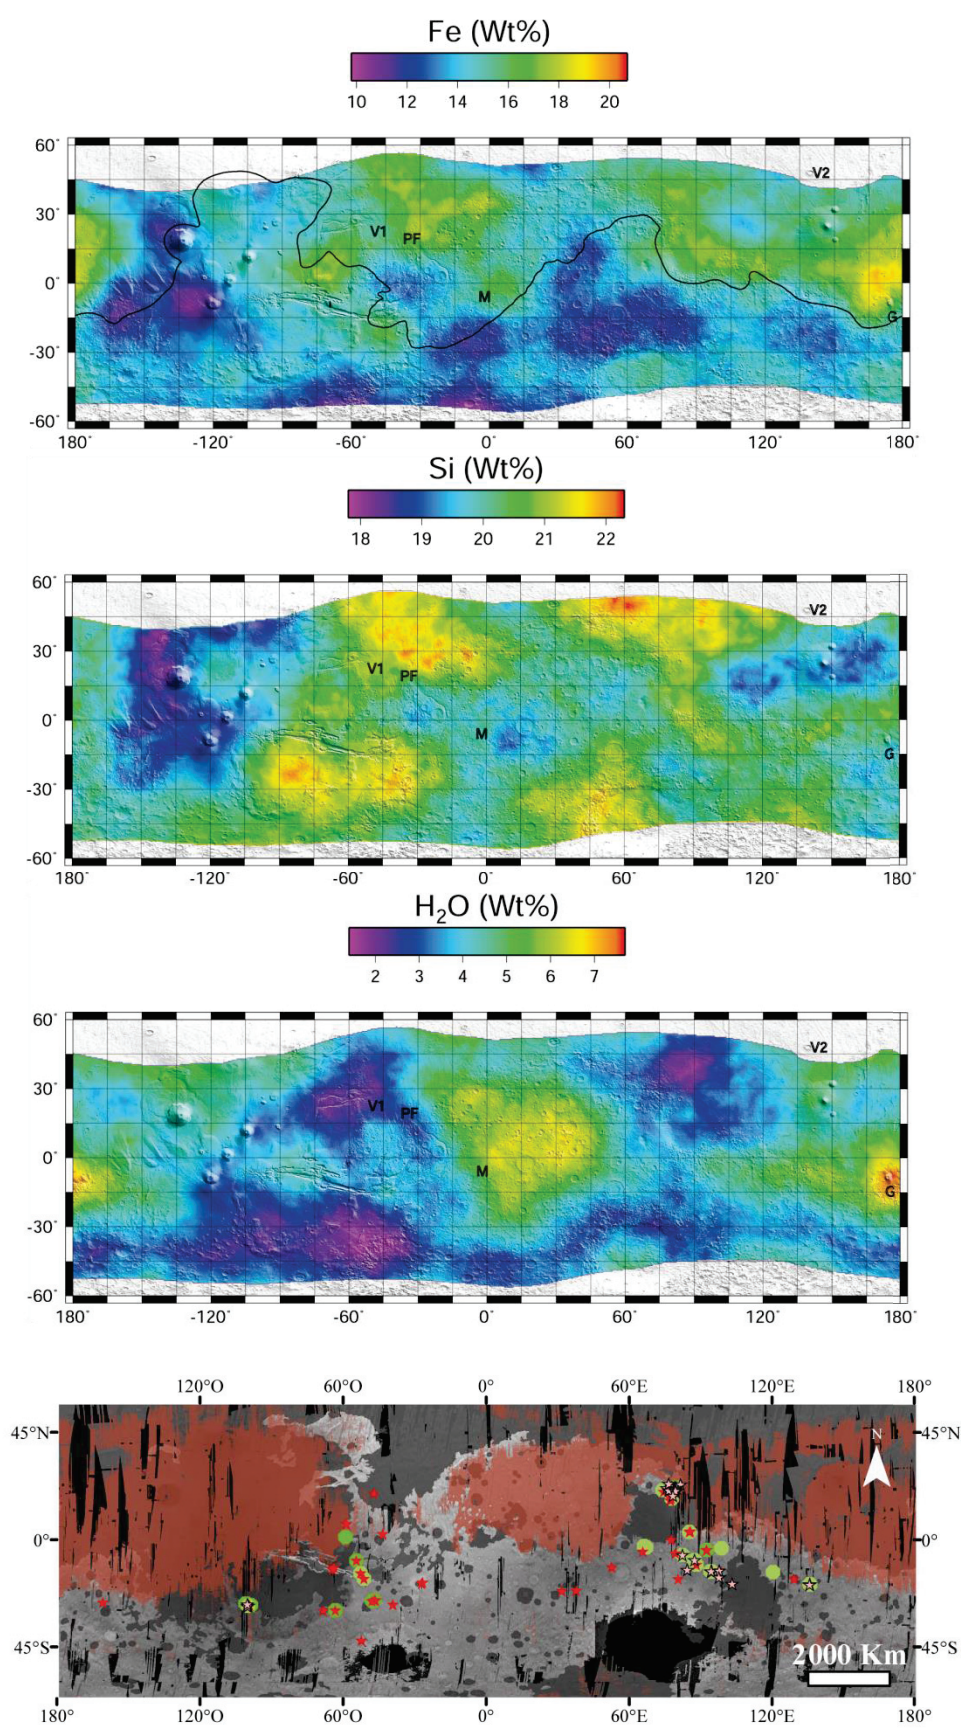 Fe (Wt%)
10 12 14 16 18 20
60°
30°
0°
-30°
-60°
V2
V1
PF
M
G
180° -120° -60° 0° 60° 120° 180°
Si (Wt%)
18 19 20 21 22
60°
30°
0°
-30°
-60°
V2
V1
PF
M
G
180° -120° -60° 0° 60° 120° 180°
H₂O (Wt%)
2 3 4 5 6 7
60°
30°
0°
-30°
-60°
V2
V1
PF
M
G
180° -120° -60° 0° 60° 120° 180°
120°O 60°O 0° 60°E 120°E 180°
45°N 45°N
N
0° 0°
45°S 45°S
2000 Km
180° 120°O 60°O 0° 60°E 120°E 180°